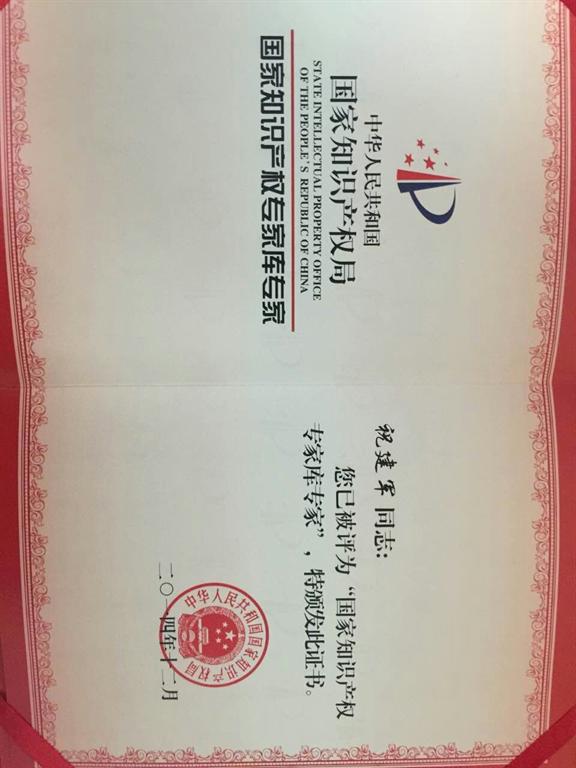 中华人民共和国
国家知识产权局
STATE INTELLECTUAL PROPERTY OFFICE
OF THE PEOPLE'S REPUBLIC OF CHINA
国家知识产权专家库专家
祝建军 同志:
您已被评为“国家知识产权
专家库专家”,特颁发此证书。
中华人民共和国国家知识产权局
二〇一四年十二月